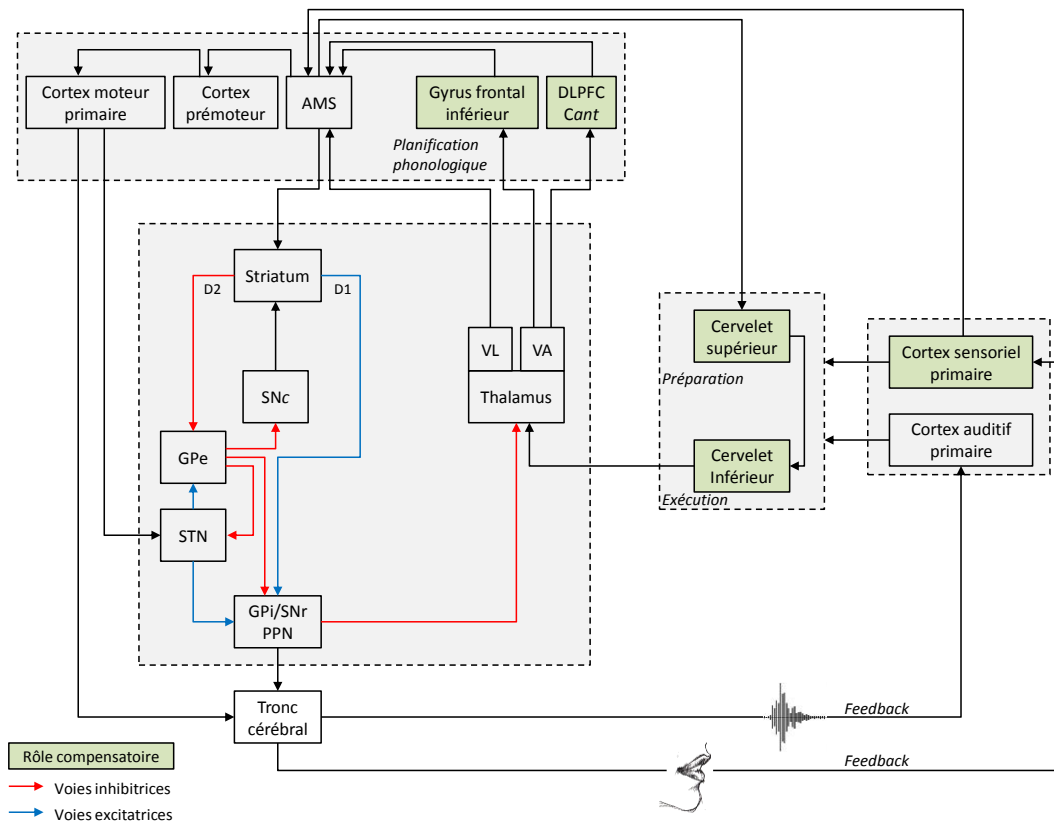 Cortex moteur
primaire
Cortex
prémoteur
AMS
Gyrus frontal
inférieur
DLPFC
Cant
Planification
phonologique
Striatum
D2
D1
SNc
GPe
STN
GPi/SNr
PPN
VL
VA
Thalamus
Cervelet
supérieur
Préparation
Cervelet
Inférieur
Exécution
Cortex sensoriel
primaire
Cortex auditif
primaire
Tronc
cérébral
Feedback
Feedback
Rôle compensatoire
Voies inhibitrices
Voies excitatrices